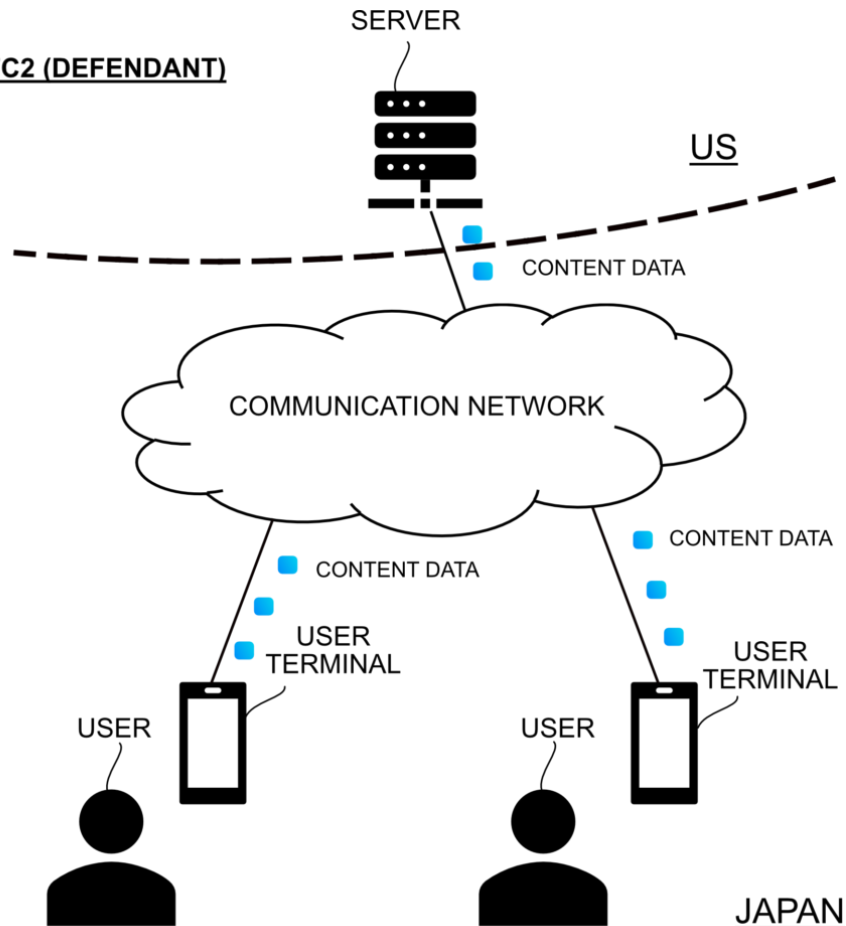 SERVER
C2 (DEFENDANT)
US
CONTENT DATA
COMMUNICATION NETWORK
CONTENT DATA
CONTENT DATA
USER
TERMINAL
USER
TERMINAL
USER
USER
JAPAN